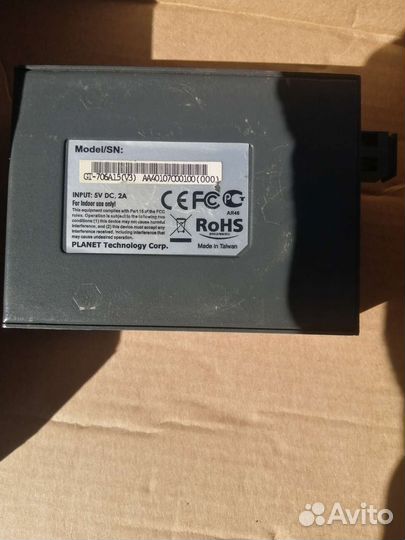 Model/SN:
GT-706A15(V3) AA40107C00100(000)
INPUT: 5V DC, 2A
For Indoor use only!
This equipment complies with Part 15 of the FCC
rules. Operation is subject to the following two
conditions (1) this device may not cause harmful
interference, and (2) this device must accept
any interference received, including interference that
may cause undesired operation.
PLANET Technology Corp.
CE FC PC
AЯ46
RoHS
Made in Taiwan
Avito